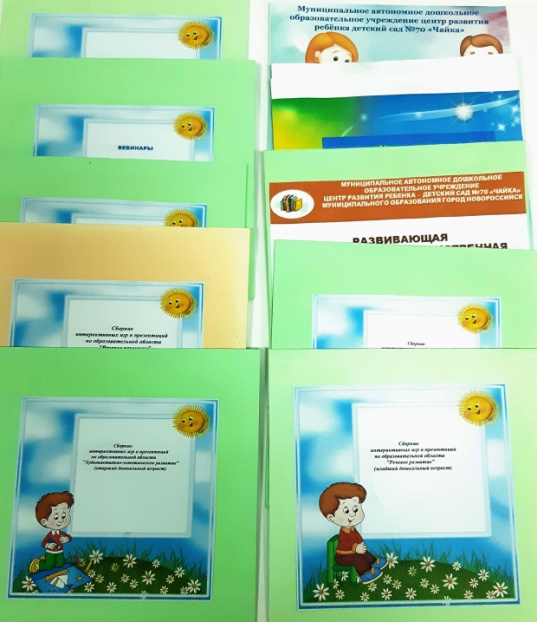 Муниципальное автономное дошкольное
образовательное учреждение центр развития
ребёнка детский сад №70 «Чайка»
ВЕБИНАРЫ
МУНИЦИПАЛЬНОЕ АВТОНОМНОЕ ДОШКОЛЬНОЕ
ОБРАЗОВАТЕЛЬНОЕ УЧРЕЖДЕНИЕ
ЦЕНТР РАЗВИТИЯ РЕБЕНКА – ДЕТСКИЙ САД №70 «ЧАЙКА»
МУНИЦИПАЛЬНОГО ОБРАЗОВАНИЯ ГОРОД НОВОРОССИЙСК
РАЗВИВАЮЩАЯ
Сборник
интерактивных игр и презентаций
по образовательной области
"Речевое развитие"
Сборник
Сборник
интерактивных игр и презентаций
по образовательной области
"Художественно-эстетическое развитие"
(старший дошкольный возраст)
Сборник
интерактивных игр и презентаций
по образовательной области
"Речевое развитие"
(младший дошкольный возраст)